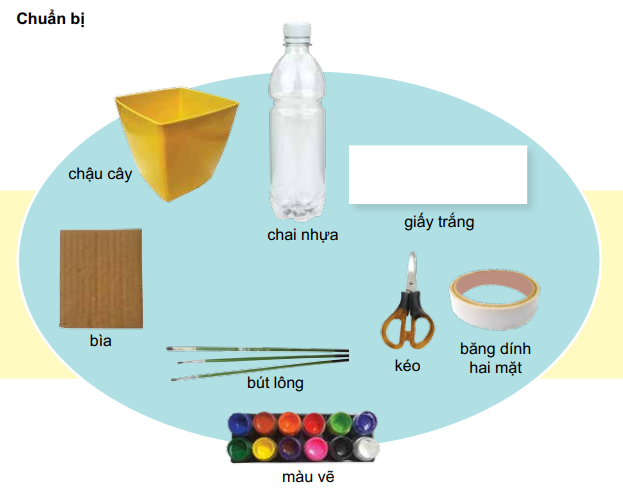 Chuẩn bị
chậu cây
chai nhựa
giấy trắng
bìa
bút lông
kéo
băng dính
hai mặt
màu vẽ